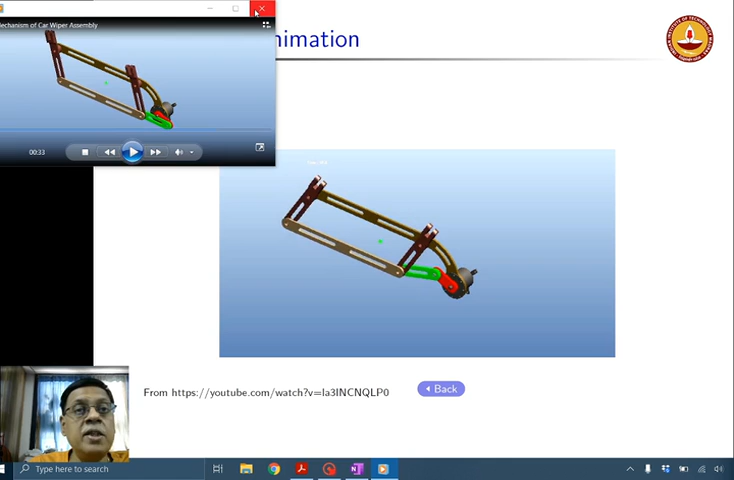 Mechanism of Car Wiper Assembly
nimation
00:33
From https://youtube.com/watch?v=la3INCNQLP0
Back
Type here to search